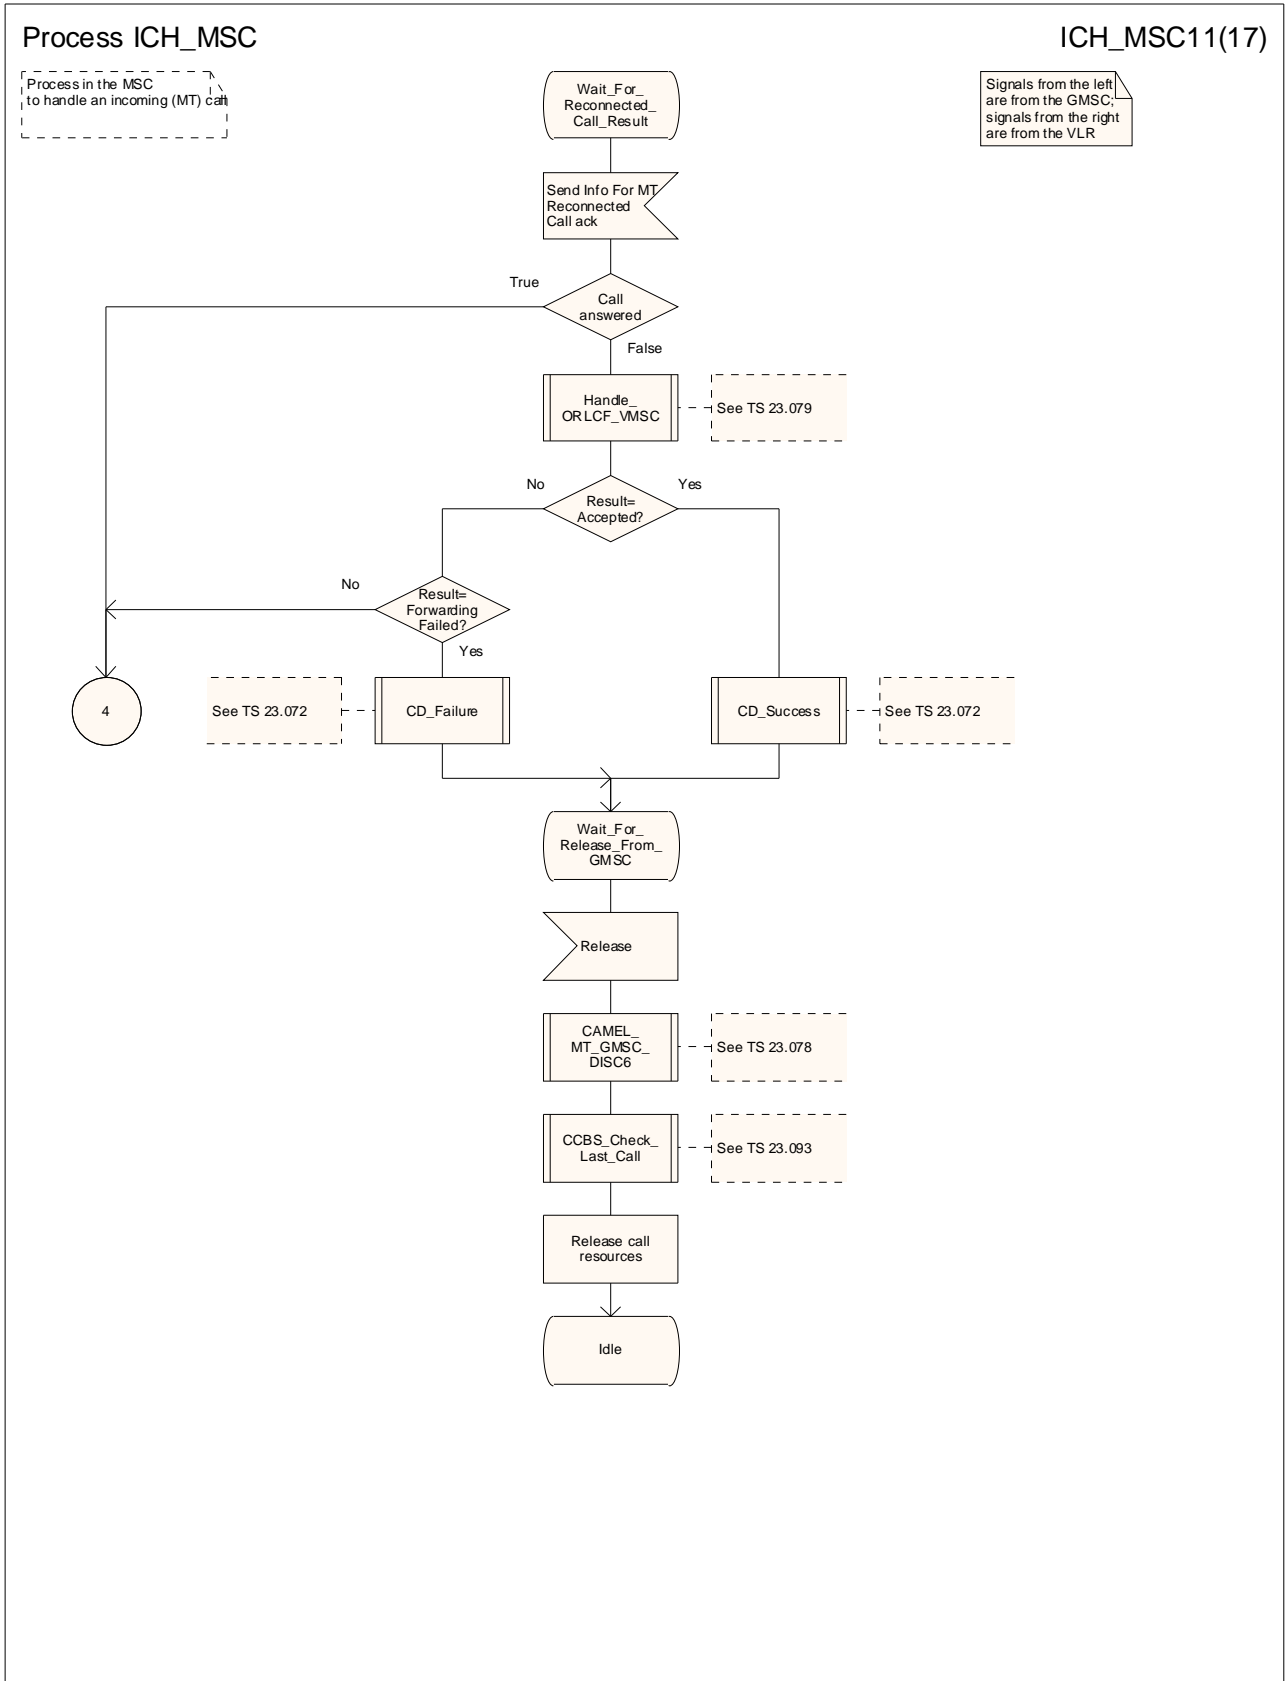 Process ICH_MSC
ICH_MSC11(17)
Process in the MSC
to handle an incoming (MT) call
Signals from the left
are from the GMSC;
signals from the right
are from the VLR
Wait_For_
Reconnected_
Call_Result
Send Info For MT
Reconnected
Call ack
True
Call
answered
False
Handle_
ORLCF_VMSC
See TS 23.079
No
Yes
Result=
Accepted?
No
Result=
Forwarding
Failed?
Yes
4
See TS 23.072
CD_Failure
CD_Success
See TS 23.072
Wait_For_
Release_From_
GMSC
Release
CAMEL_
MT_GMSC_
DISC6
See TS 23.078
CCBS_Check_
Last_Call
See TS 23.093
Release call
resources
Idle